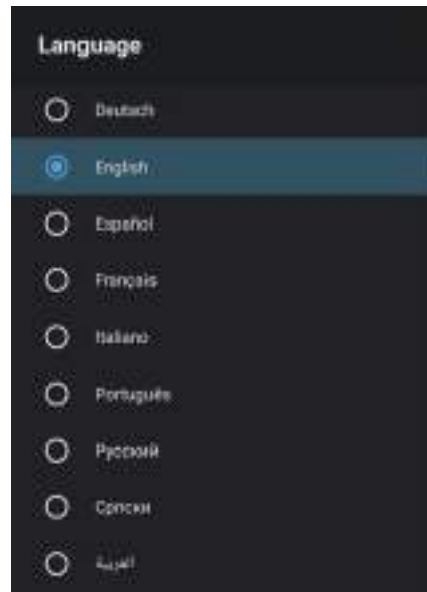 Language
Deutsch
English
Español
Français
Italiano
Português
Русский
Српски
العربية